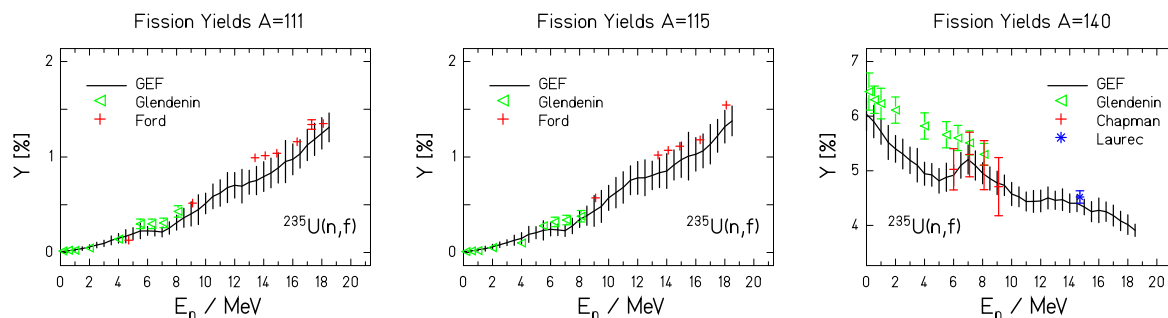 Fission Yields A=111
Y [%]
2
1
0
GEF
Glendenin
Ford
235U(n,f)
0 2 4 6 8 10 12 14 16 18 20
En / MeV
Fission Yields A=115
Y [%]
2
1
0
GEF
Glendenin
Ford
235U(n,f)
0 2 4 6 8 10 12 14 16 18 20
En / MeV
Fission Yields A=140
Y [%]
7
6
5
4
GEF
Glendenin
Chapman
Laurec
235U(n,f)
0 2 4 6 8 10 12 14 16 18 20
En / MeV